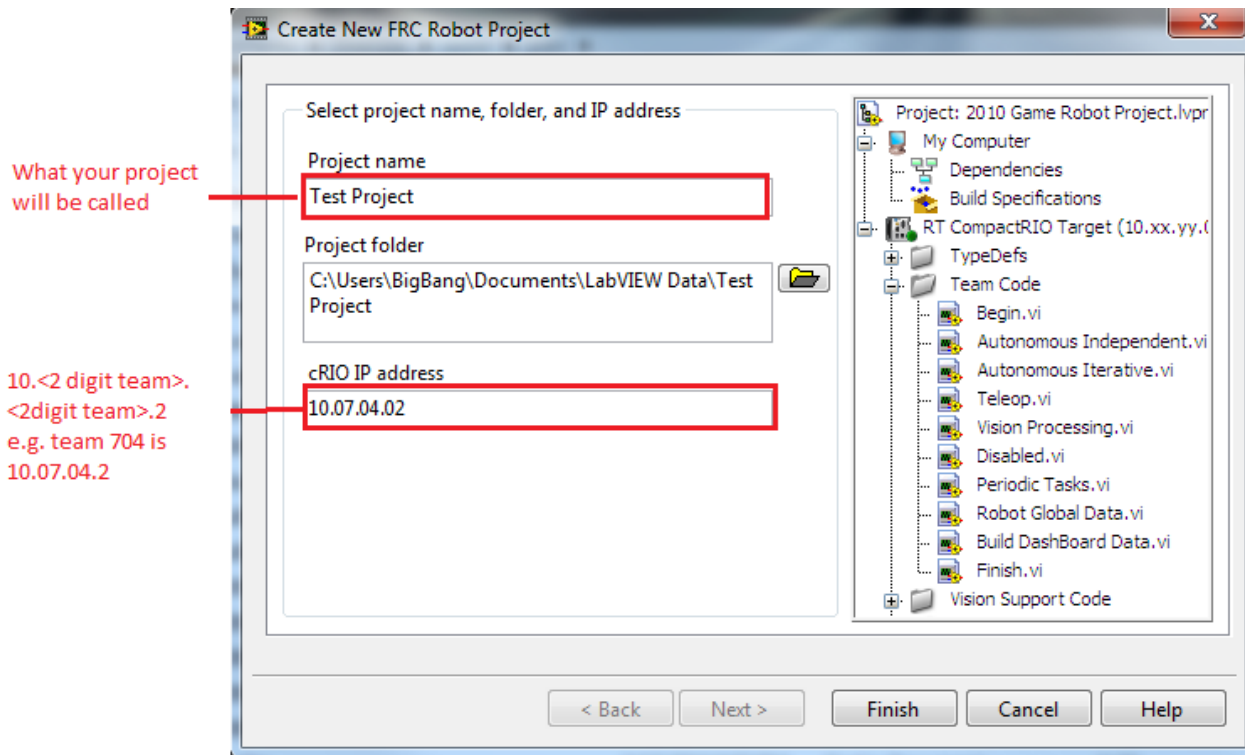 Create New FRC Robot Project
What your project
will be called
Select project name, folder, and IP address
Project name
Test Project
Project folder
C:\Users\BigBang\Documents\LabVIEW Data\Test
Project
10.<2 digit team>.
<2digit team>.2
e.g. team 704 is
10.07.04.2
cRIO IP address
10.07.04.02
Project: 2010 Game Robot Project.lvpr
My Computer
Dependencies
Build Specifications
RT CompactRIO Target (10.xx.yy.(
TypeDefs
Team Code
Begin.vi
Autonomous Independent.vi
Autonomous Iterative.vi
Teleop.vi
Vision Processing.vi
Disabled.vi
Periodic Tasks.vi
Robot Global Data.vi
Build DashBoard Data.vi
Finish.vi
Vision Support Code
< Back
Next >
Finish
Cancel
Help